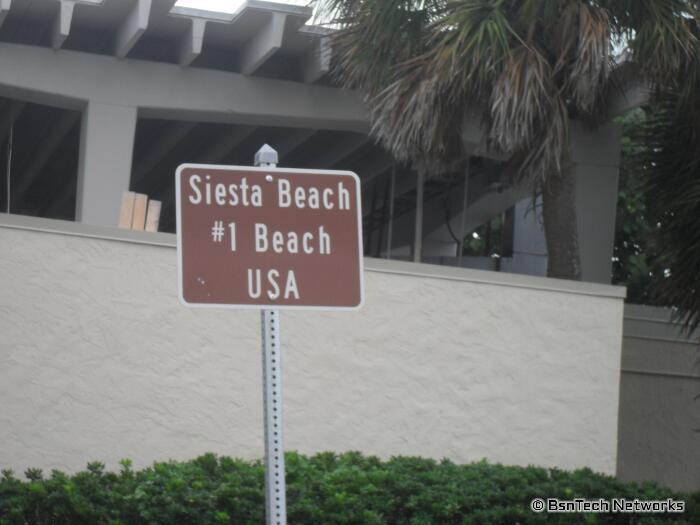 Siesta Beach
#1 Beach
USA
© BsnTech Networks